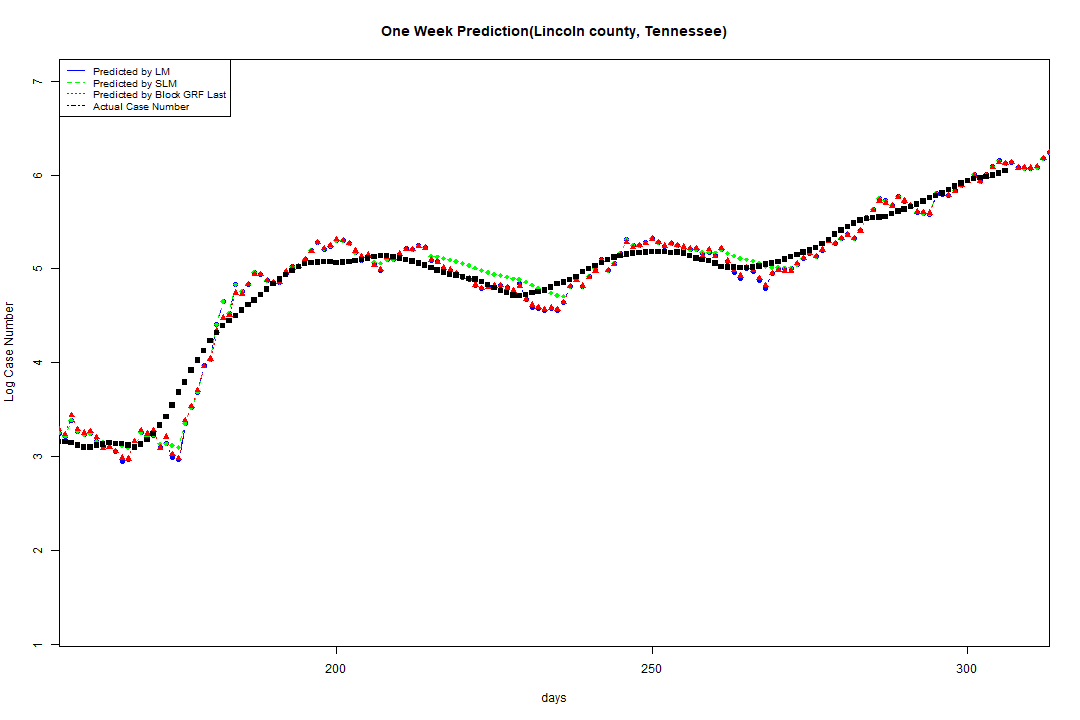 One Week Prediction(Lincoln county, Tennessee)
Predicted by LM
Predicted by SLM
Predicted by Block GRF Last
Actual Case Number
7
6
5
4
3
2
1
Log Case Number
200
250
300
days